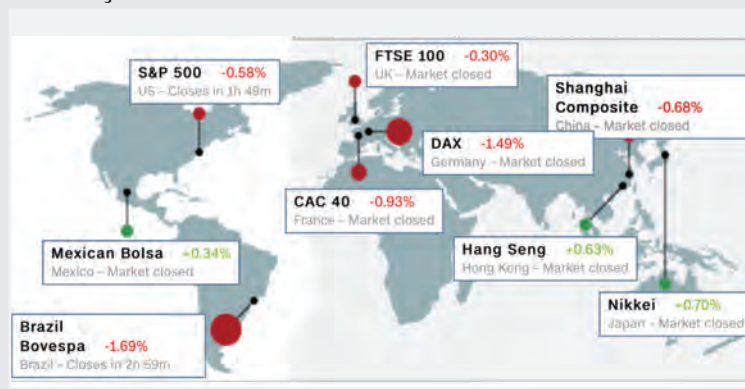 S&P 500 -0.58%
US – Closes in 1h 49m
FTSE 100 -0.30%
UK – Market closed
Shanghai
Composite -0.68%
China – Market closed
DAX -1.49%
Germany – Market closed
CAC 40 -0.93%
France – Market closed
Mexican Bolsa +0.34%
Mexico – Market closed
Hang Seng +0.63%
Hong Kong – Market closed
Nikkei +0.70%
Japan - Market closed
Brazil
Bovespa -1.69%
Brazil – Closes in 2h 59m